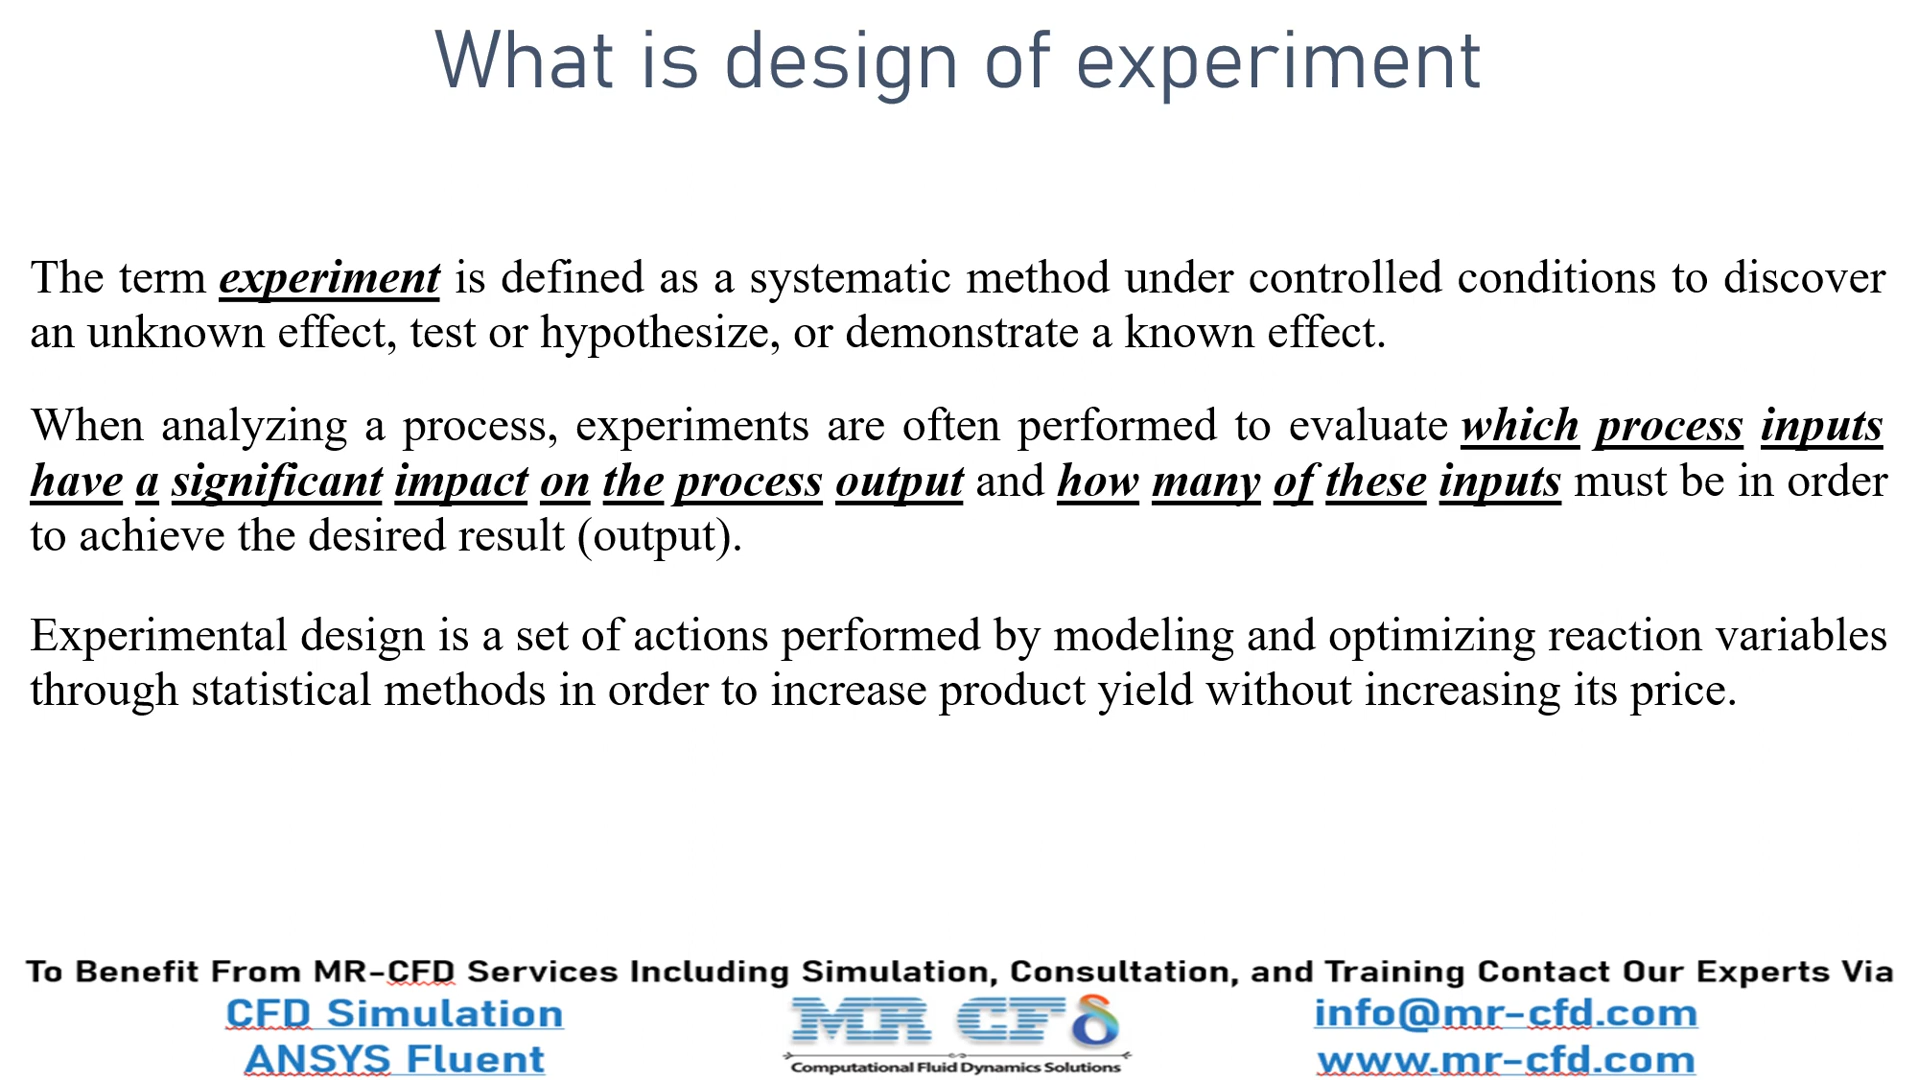 What is design of experiment
The term experiment is defined as a systematic method under controlled conditions to discover
an unknown effect, test or hypothesize, or demonstrate a known effect.
When analyzing a process, experiments are often performed to evaluate which process inputs
have a significant impact on the process output and how many of these inputs must be in order
to achieve the desired result (output).
Experimental design is a set of actions performed by modeling and optimizing reaction variables
through statistical methods in order to increase product yield without increasing its price.
To Benefit From MR-CFD Services Including Simulation, Consultation, and Training Contact Our Experts Via
CFD Simulation
ANSYS Fluent
MR CFδ
Computational Fluid Dynamics Solutions
info@mr-cfd.com
www.mr-cfd.com